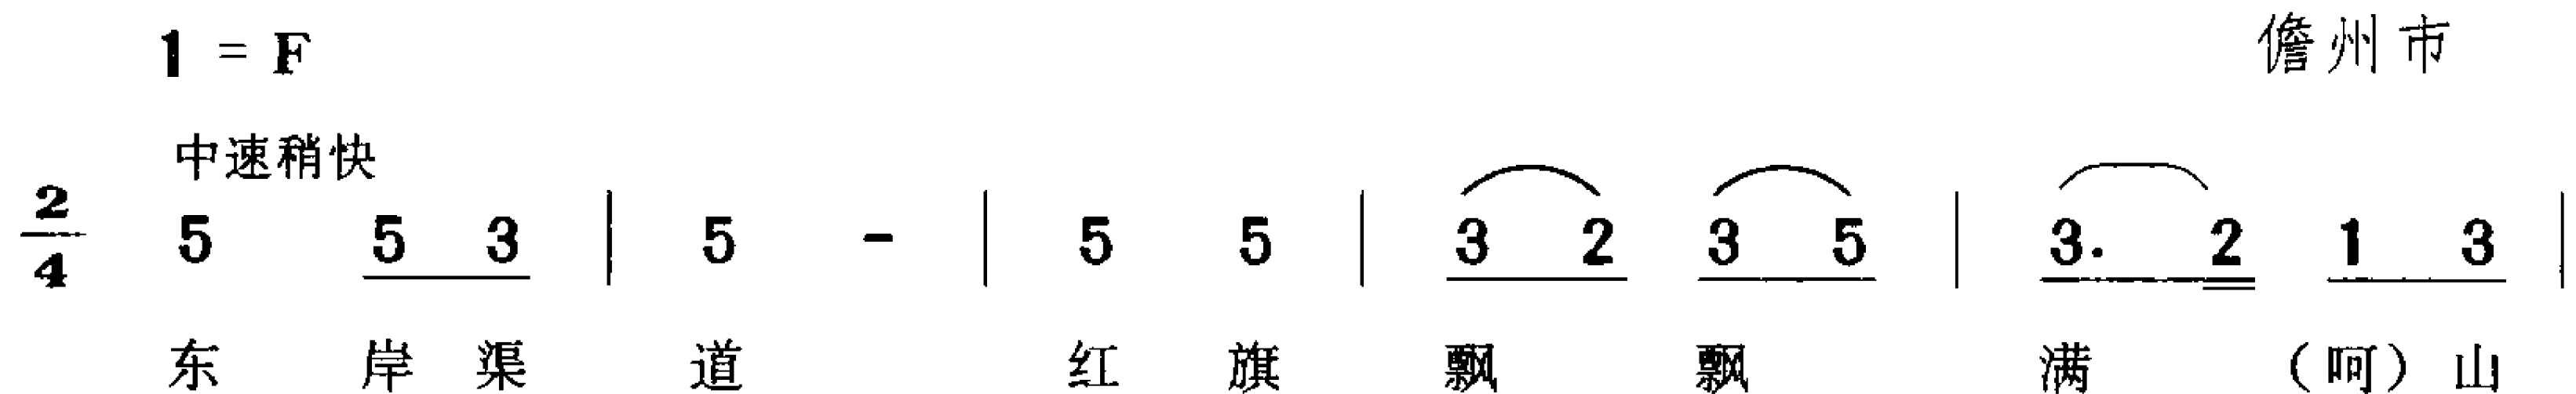 1 = F 儋州市
中速稍快
2/4 5 5 3 | 5 - | 5 5 | 3 2 3 5 | 3. 2 1 3 |
东 岸 渠 道 红 旗 飘 飘 满 （呵）山